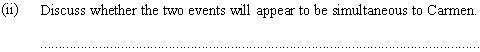 (ii) Discuss whether the two events will appear to be simultaneous to Carmen.